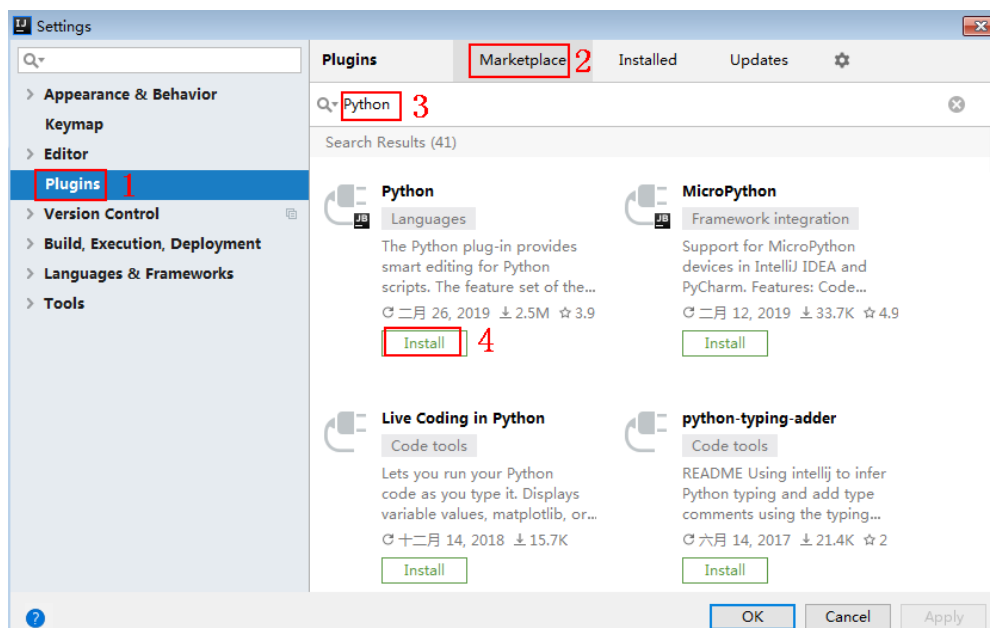 IJ Settings
Plugins Marketplace 2 Installed Updates
Appearance & Behavior
Keymap
Editor
Plugins 1
Version Control
Build, Execution, Deployment
Languages & Frameworks
Tools
Python 3
Search Results (41)
Python
JB Languages
The Python plug-in provides
smart editing for Python
scripts. The feature set of the...
二月 26, 2019 2.5M 3.9
Install 4
MicroPython
JB Framework integration
Support for MicroPython
devices in IntelliJ IDEA and
PyCharm. Features: Code...
二月 12, 2019 33.7K 4.9
Install
Live Coding in Python
Code tools
Lets you run your Python
code as you type it. Displays
variable values, matplotlib, or...
十二月 14, 2018 15.7K
Install
python-typing-adder
Code tools
README Using intellij to infer
Python typing and add type
comments using the typing...
六月 14, 2017 21.4K 2
Install
? OK Cancel Apply